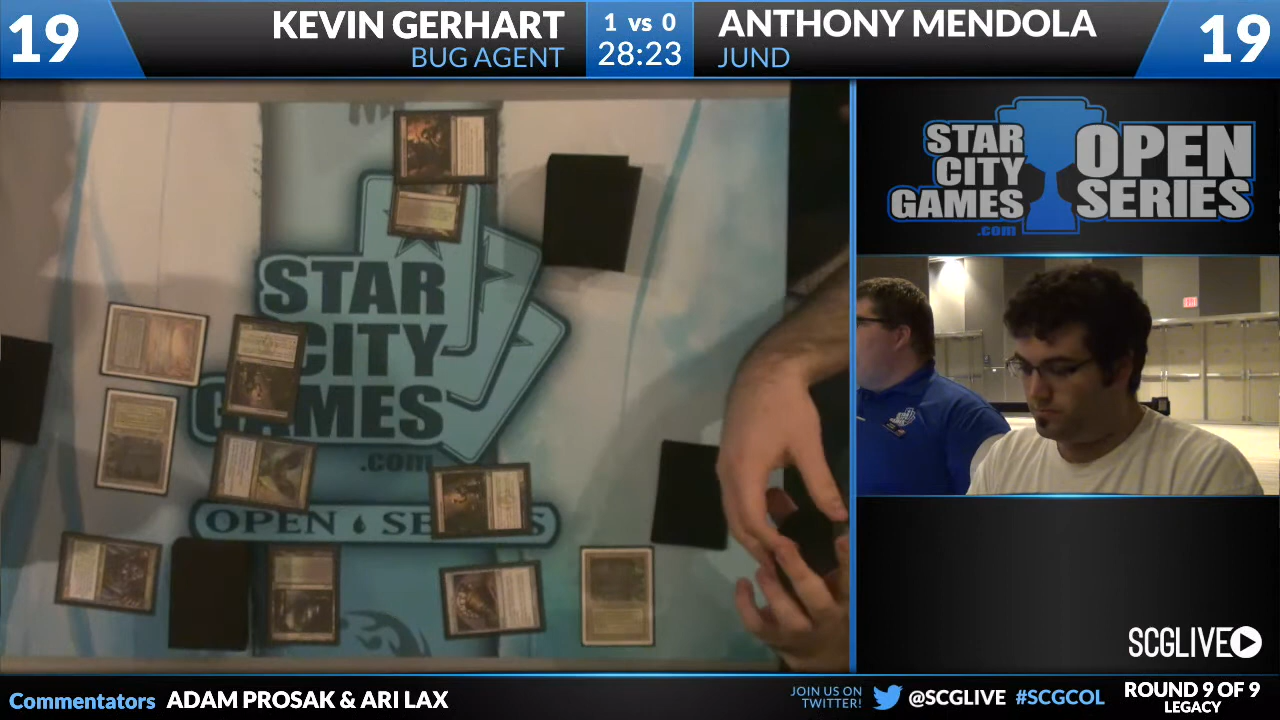 19
KEVIN GERHART
BUG AGENT
1 vs 0
28:23
ANTHONY MENDOLA
JUND
19
STAR
CITY
GAMES
.com
OPEN
SERIES
STAR
CITY
GAMES
.com
OPEN SE S
Commentators ADAM PROSAK & ARI LAX
JOIN US ON
TWITTER!
@SCGLIVE #SCGCOL
ROUND 9 OF 9
LEGACY
SCGLIVE